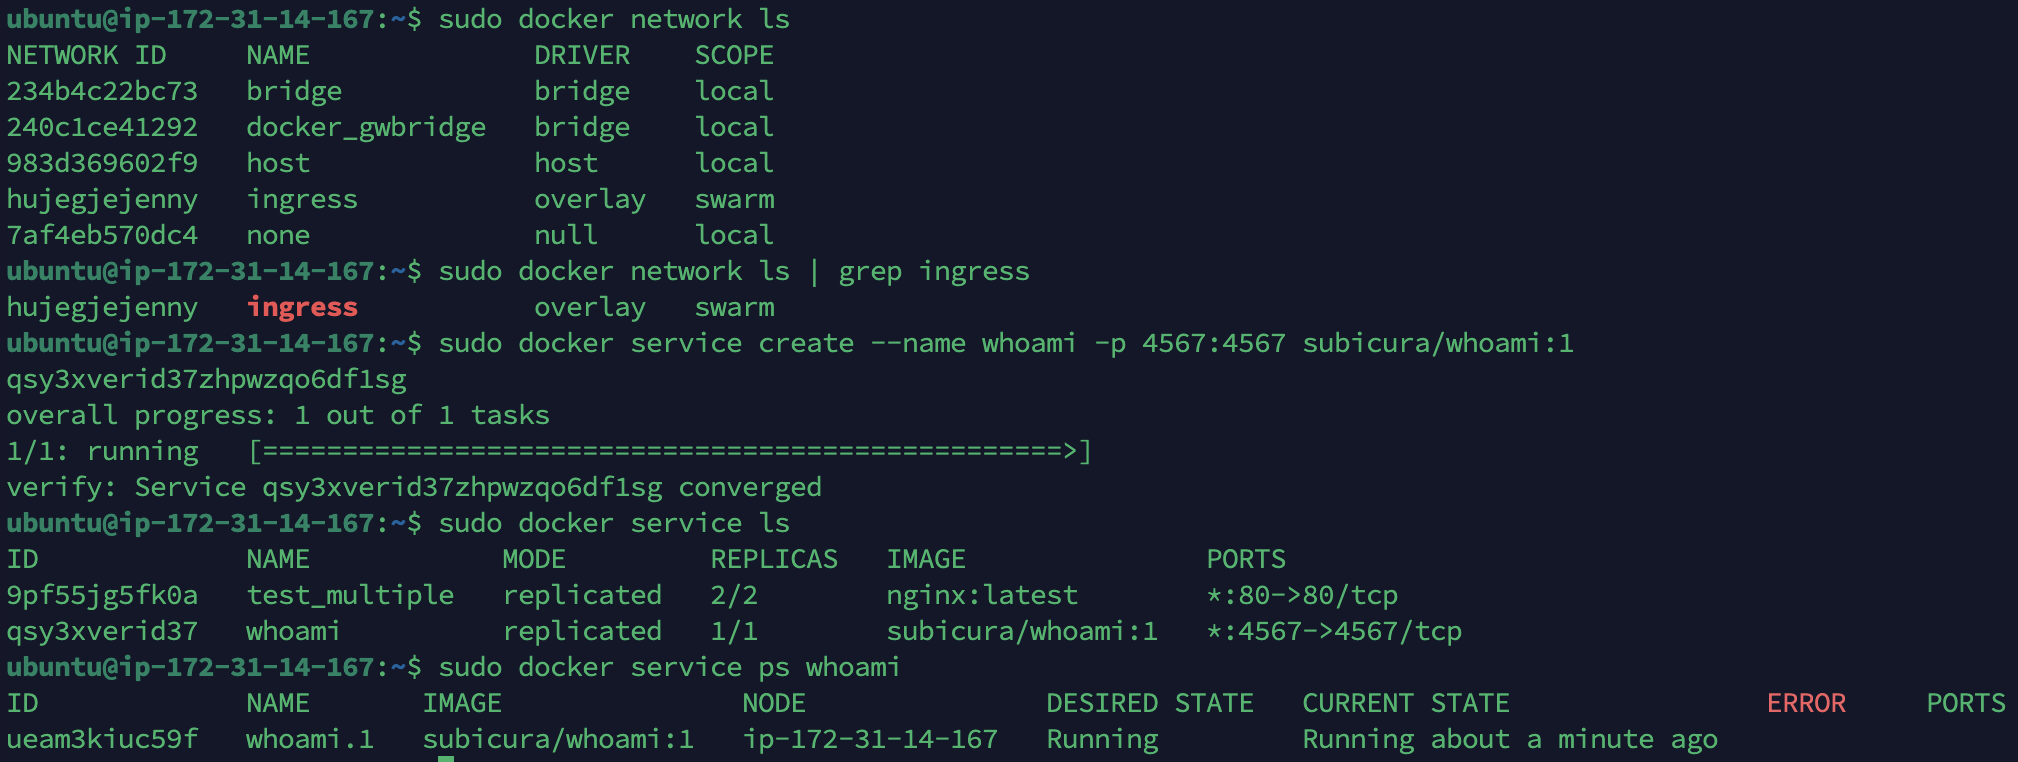 ubuntu@ip-172-31-14-167:~$ sudo docker network ls
NETWORK ID     NAME              DRIVER    SCOPE
234b4c22bc73   bridge            bridge    local
240c1ce41292   docker_gwbridge   bridge    local
983d369602f9   host              host      local
hujegjejenny   ingress           overlay   swarm
7af4eb570dc4   none              null      local
ubuntu@ip-172-31-14-167:~$ sudo docker network ls | grep ingress
hujegjejenny   ingress           overlay   swarm
ubuntu@ip-172-31-14-167:~$ sudo docker service create --name whoami -p 4567:4567 subicura/whoami:1
qsy3xverid37zhpwzqo6df1sg
overall progress: 1 out of 1 tasks
1/1: running   [==================================================>]
verify: Service qsy3xverid37zhpwzqo6df1sg converged
ubuntu@ip-172-31-14-167:~$ sudo docker service ls
ID             NAME            MODE         REPLICAS   IMAGE               PORTS
9pf55jg5fk0a   test_multiple   replicated   2/2        nginx:latest        *:80->80/tcp
qsy3xverid37   whoami          replicated   1/1        subicura/whoami:1   *:4567->4567/tcp
ubuntu@ip-172-31-14-167:~$ sudo docker service ps whoami
ID             NAME       IMAGE               NODE               DESIRED STATE   CURRENT STATE                ERROR     PORTS
ueam3kiuc59f   whoami.1   subicura/whoami:1   ip-172-31-14-167   Running         Running about a minute ago